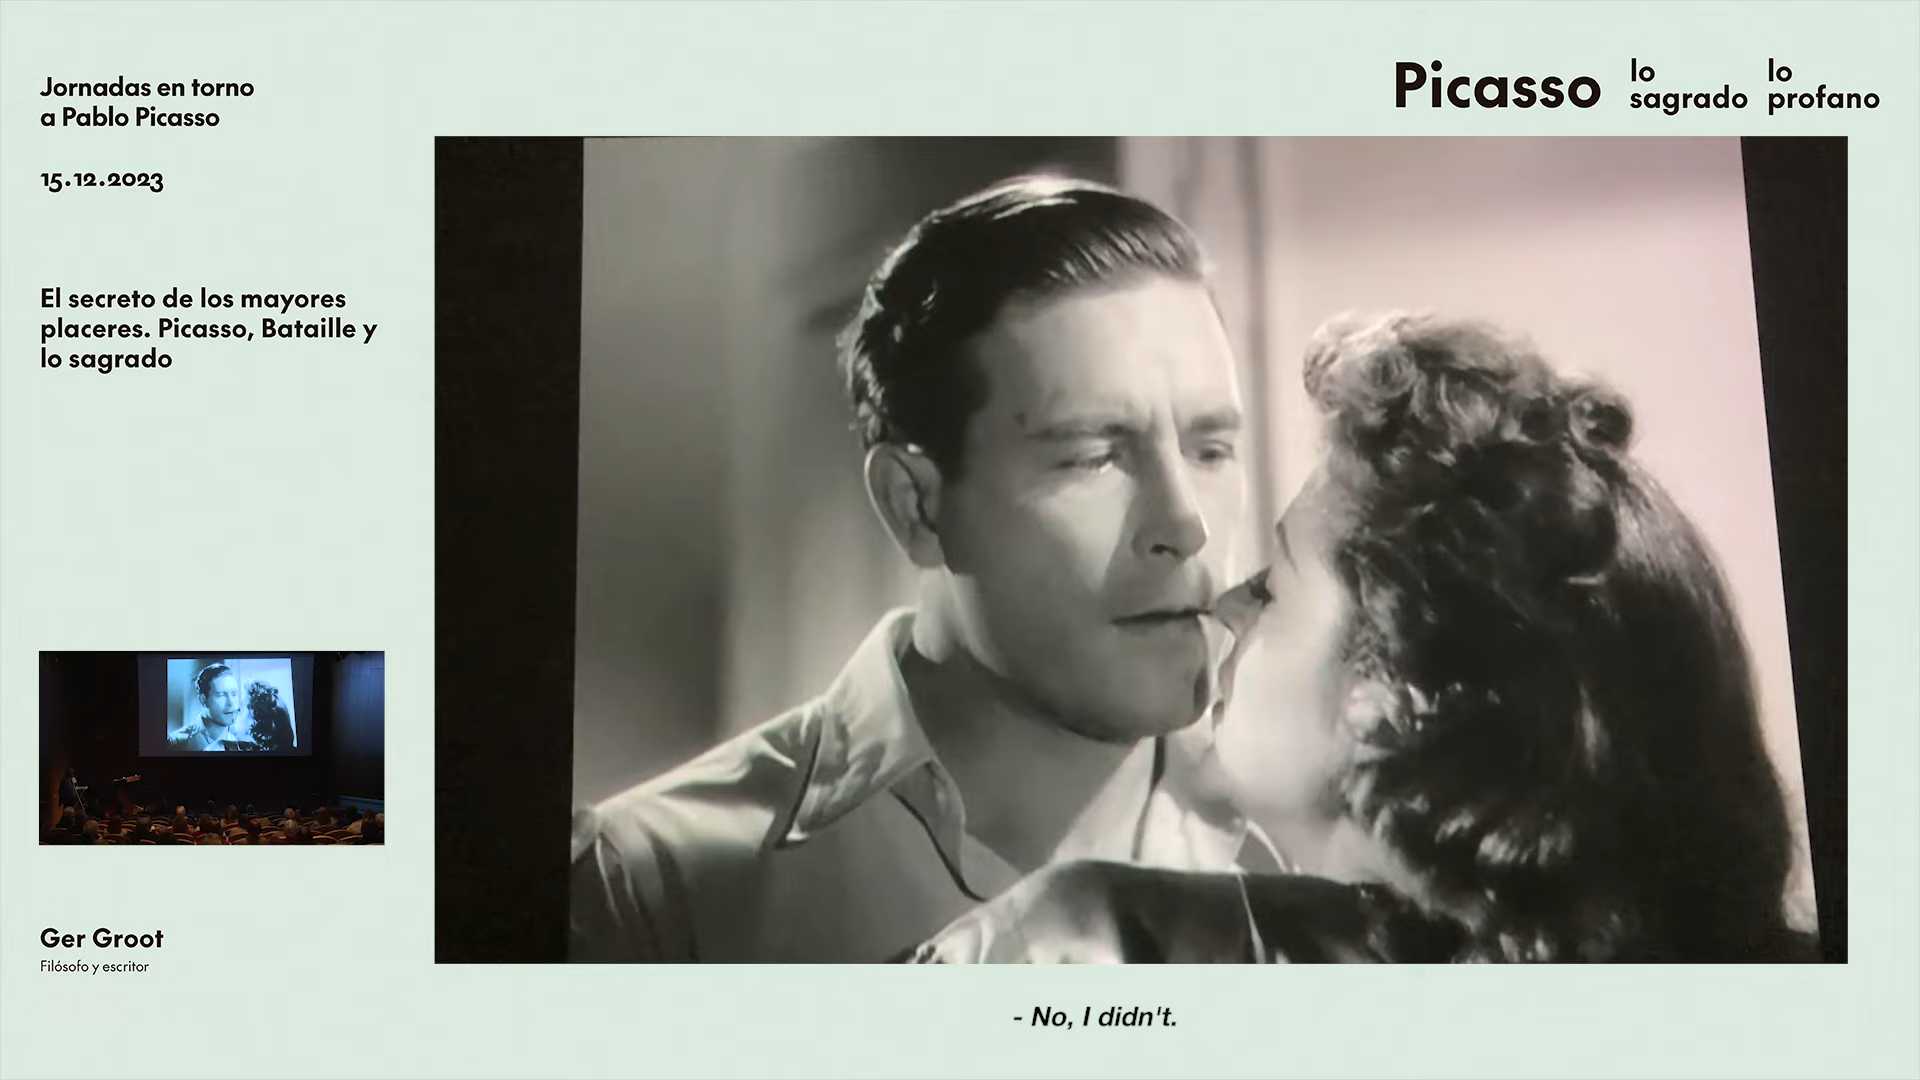 Jornadas en torno
a Pablo Picasso
15.12.2023
El secreto de los mayores
placeres. Picasso, Bataille y
lo sagrado
Ger Groot
Filósofo y escritor
Picasso
lo
sagrado
lo
profano
- No, I didn't.